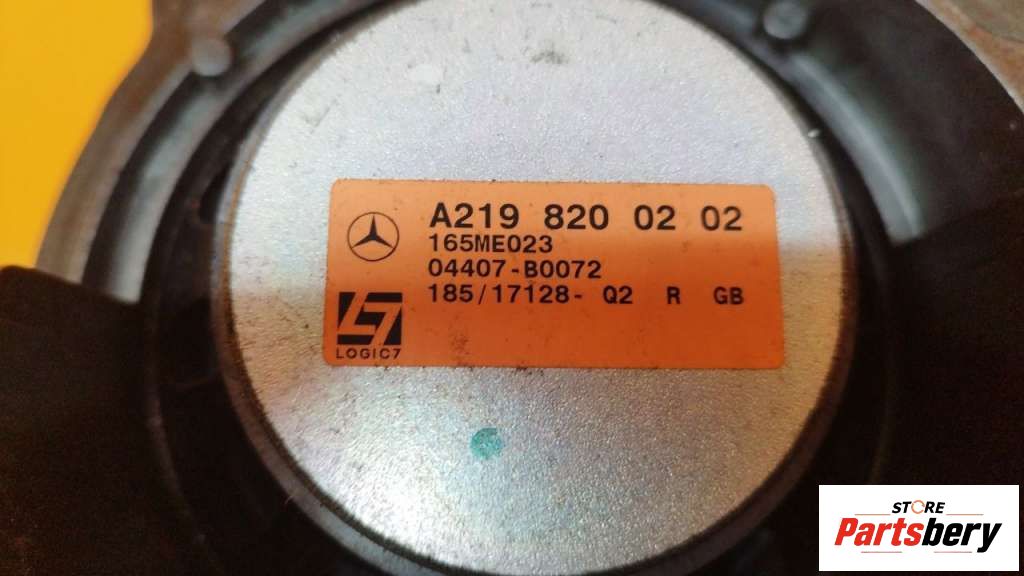 A219 820 02 02
165ME023
04407-B0072
185/17128- Q2 R GB
LOGIC7
STORE
Partsbery